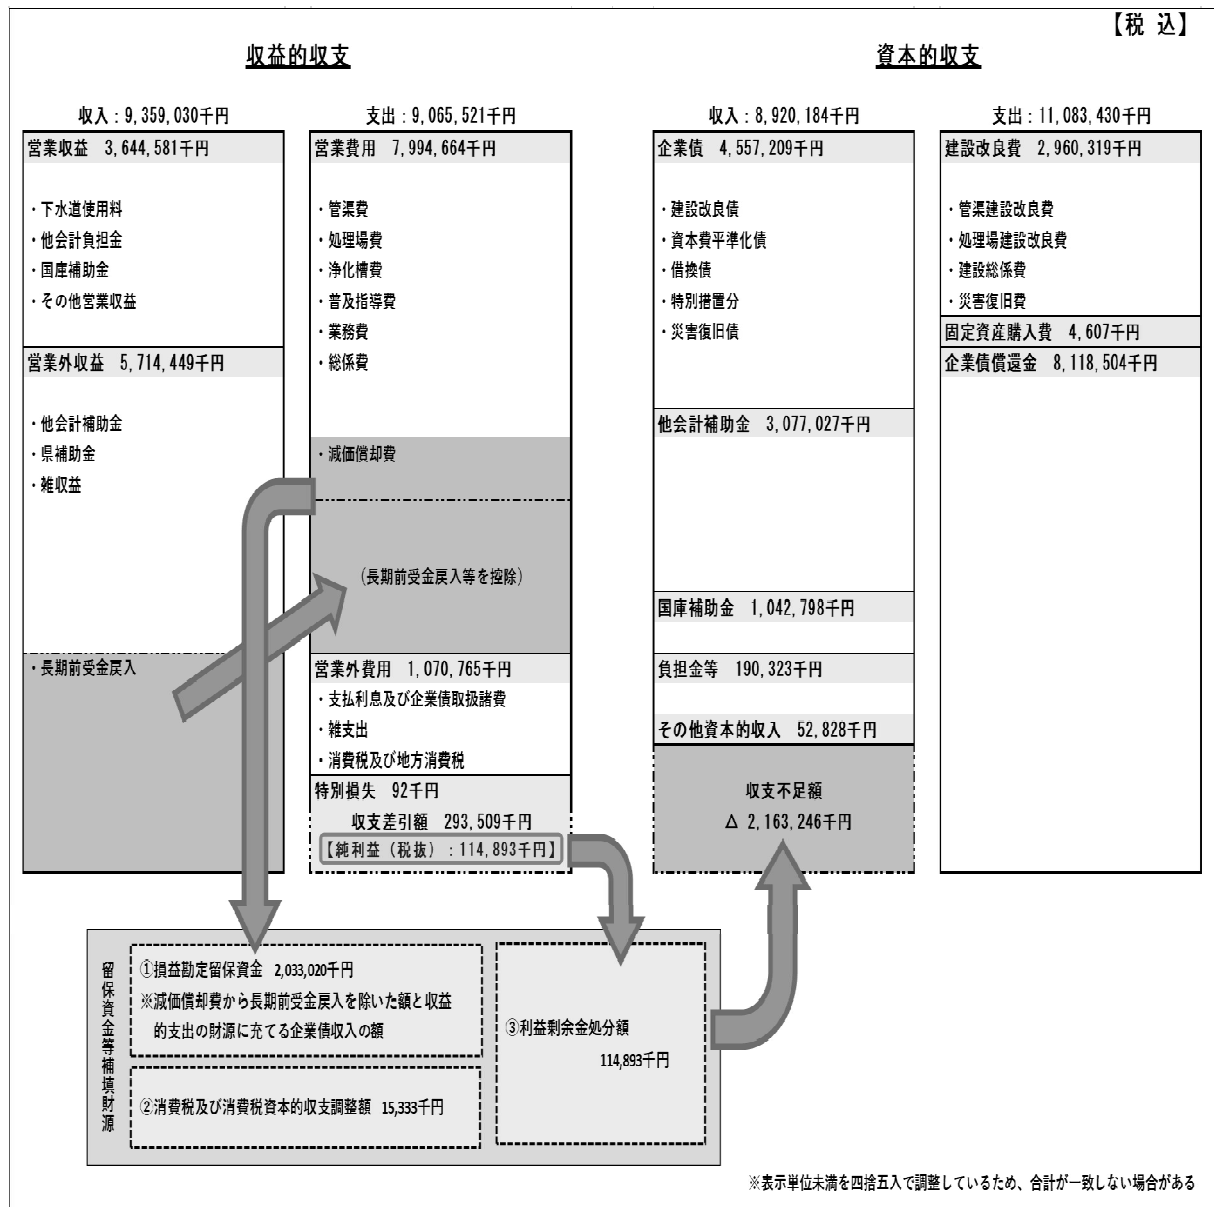 【税 込】
収益的収支
資本的収支
収入：9,359,030千円
営業収益 3,644,581千円
・下水道使用料
・他会計負担金
・国庫補助金
・その他営業収益
営業外収益 5,714,449千円
・他会計補助金
・県補助金
・雑収益
・長期前受金戻入
支出：9,065,521千円
営業費用 7,994,664千円
・管渠費
・処理場費
・浄化槽費
・普及指導費
・業務費
・総係費
・減価償却費
（長期前受金戻入等を控除）
営業外費用 1,070,765千円
・支払利息及び企業債取扱諸費
・雑支出
・消費税及び地方消費税
特別損失 92千円
収支差引額 293,509千円
【純利益（税抜）：114,893千円】
収入：8,920,184千円
企業債 4,557,209千円
・建設改良債
・資本費平準化債
・借換債
・特別措置分
・災害復旧債
他会計補助金 3,077,027千円
国庫補助金 1,042,798千円
負担金等 190,323千円
その他資本的収入 52,828千円
収支不足額
Δ 2,163,246千円
支出：11,083,430千円
建設改良費 2,960,319千円
・管渠建設改良費
・処理場建設改良費
・建設総係費
・災害復旧費
固定資産購入費 4,607千円
企業債償還金 8,118,504千円
留保資金等補填財源
①損益勘定留保資金 2,033,020千円
※減価償却費から長期前受金戻入を除いた額と収益
的支出の財源に充てる企業債収入の額
②消費税及び消費税資本的収支調整額 15,333千円
③利益剰余金処分額
114,893千円
※表示単位未満を四捨五入で調整しているため、合計が一致しない場合がある